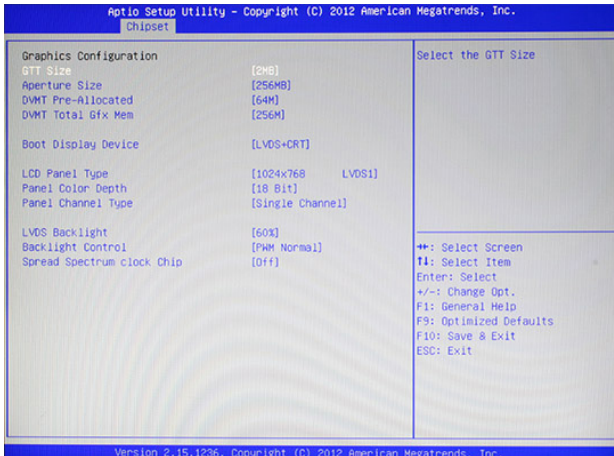 Aptio Setup Utility – Copyright (C) 2012 American Megatrends, Inc.
Chipset
Graphics Configuration
GTT Size [2MB]
Aperture Size [256MB]
DVMT Pre-Allocated [64M]
DVMT Total Gfx Mem [256M]
Boot Display Device [LVDS+CRT]
LCD Panel Type [1024x768 LVDS1]
Panel Color Depth [18 Bit]
Panel Channel Type [Single Channel]
LVDS Backlight [60%]
Backlight Control [PWM Normal]
Spread Spectrum clock Chip [Off]
Select the GTT Size
→←: Select Screen
↑↓: Select Item
Enter: Select
+/-: Change Opt.
F1: General Help
F9: Optimized Defaults
F10: Save & Exit
ESC: Exit
Version 2.15.1236. Copyright (C) 2012 American Megatrends, Inc.